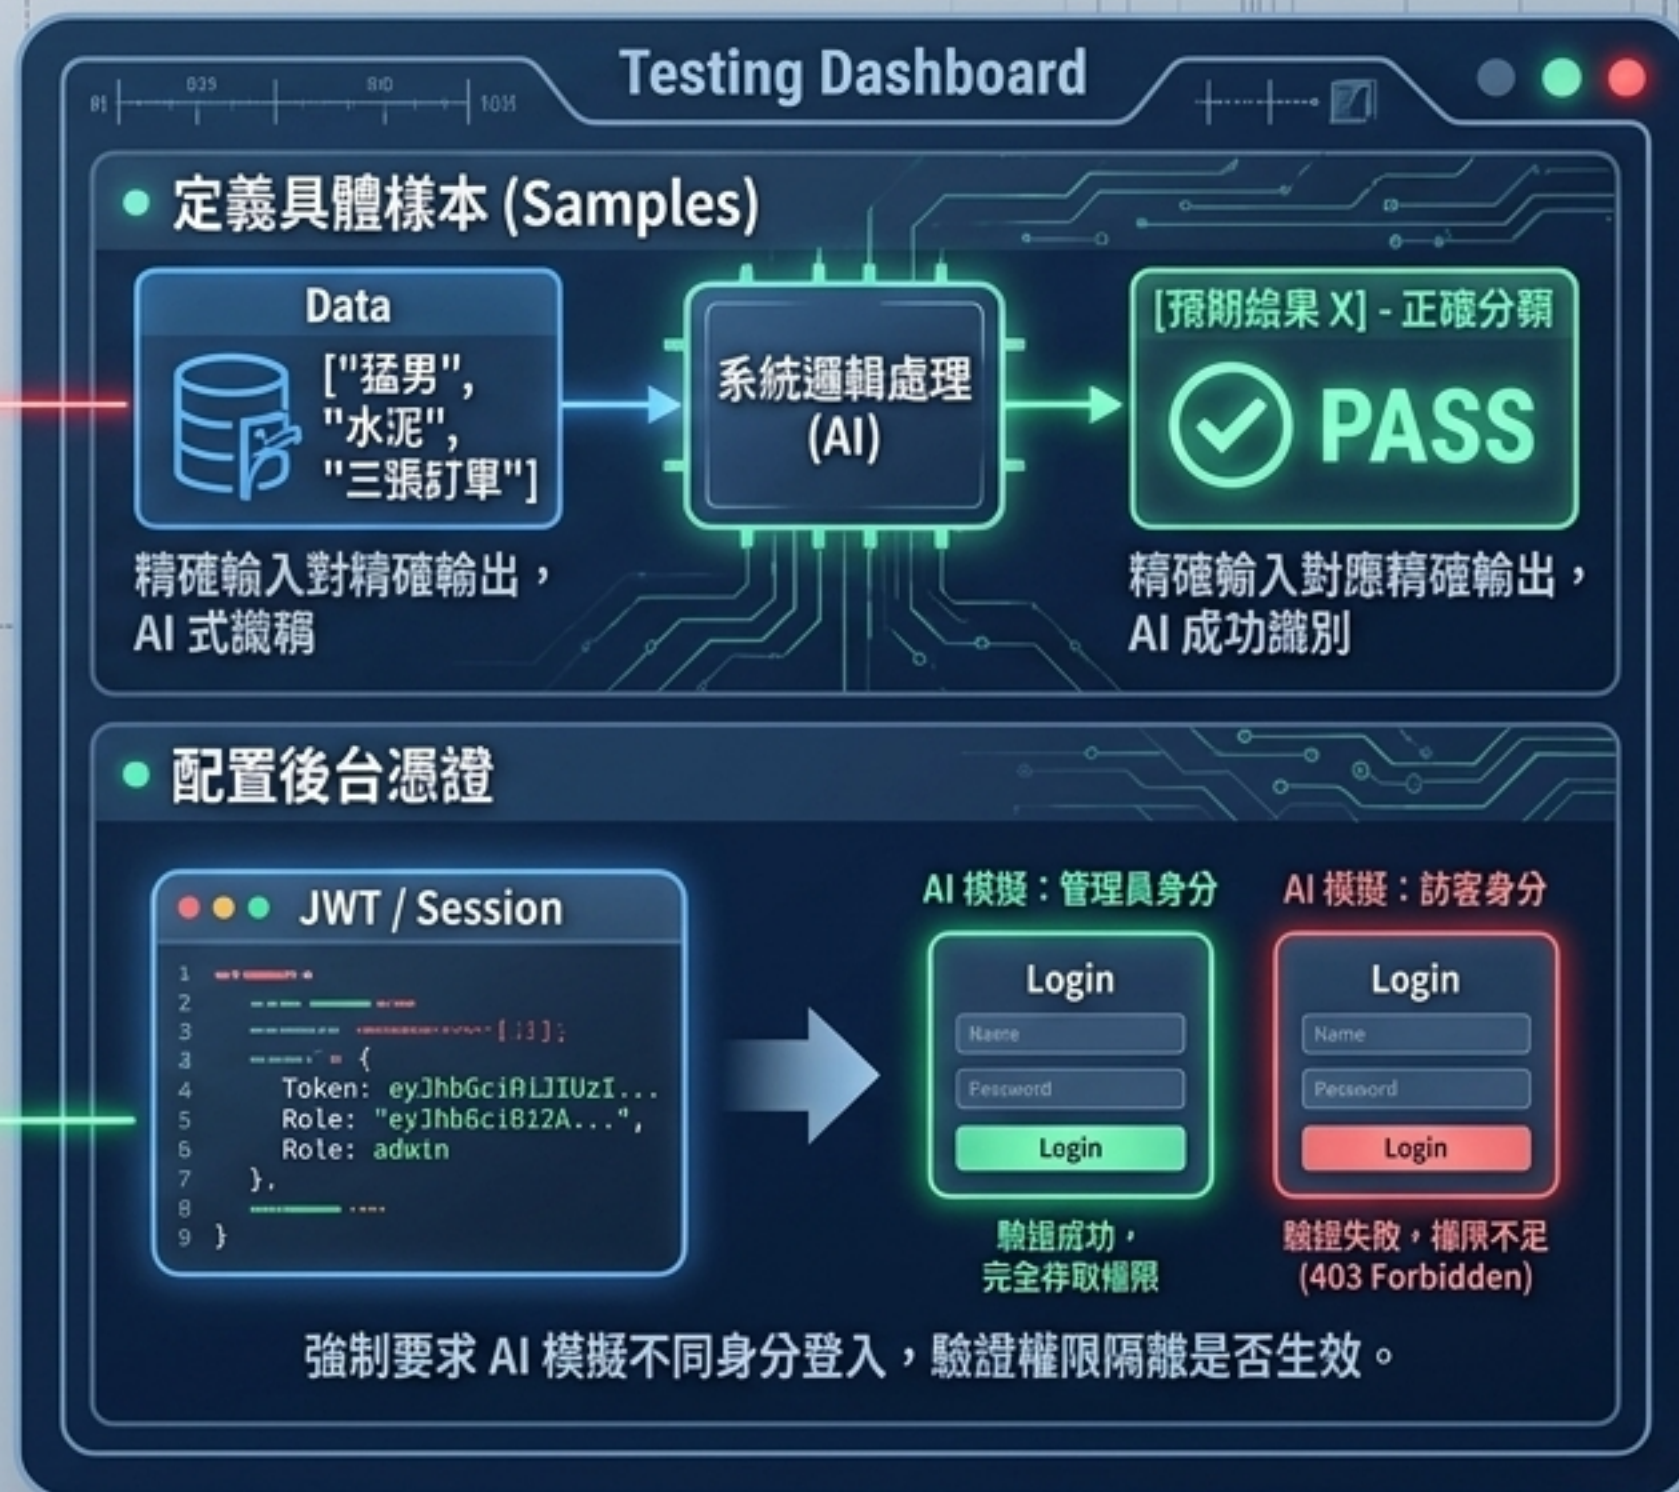 Testing Dashboard
定義具體樣本 (Samples)
Data
["猛男",
"水泥",
"三張訂單"]
系統邏輯處理
(AI)
[預期結果 X] - 正確分類
PASS
精確輸入對精確輸出，
AI 式
精確輸入對應精確輸出，
AI 成功識別
配置後台憑證
JWT / Session
1
2
3
3 {
4 Token: eyJhbGciALJIUzI...
5 Role: "eyJhb6ciB12A...",
6 Role: adwtn
7 },
8
9 }
AI 模擬：管理員身分
Login
Name
Login
驗證成功，
完全存取權限
AI 模擬：訪客身分
Login
Name
Login
驗證失敗，權限不足
(403 Forbidden)
強制要求 AI 模擬不同身分登入，驗證權限隔離是否生效。